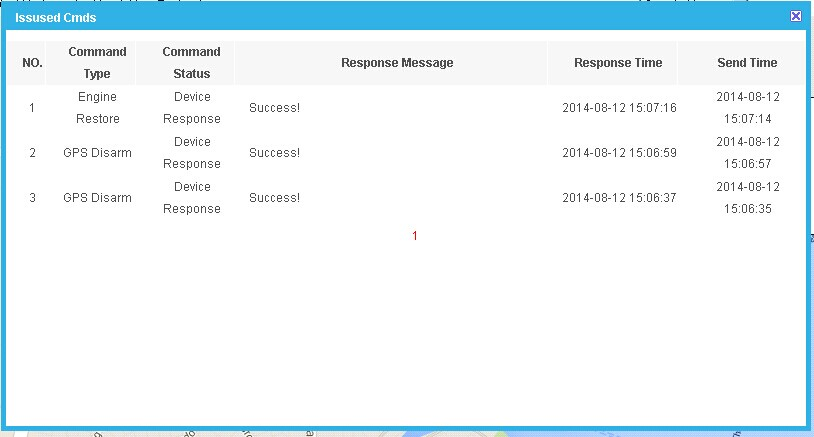 Issused Cmds
NO. Command Type Command Status Response Message Response Time Send Time
1 Engine Restore Device Response Success! 2014-08-12 15:07:16 2014-08-12 15:07:14
2 GPS Disarm Device Response Success! 2014-08-12 15:06:59 2014-08-12 15:06:57
3 GPS Disarm Device Response Success! 2014-08-12 15:06:37 2014-08-12 15:06:35
1